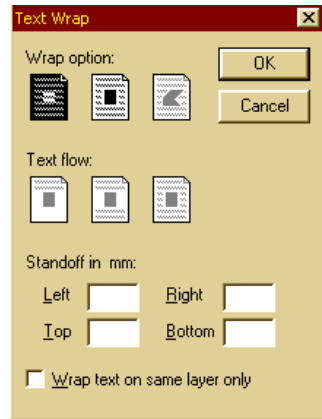 Text Wrap
Wrap option:
OK
Cancel
Text flow:
Standoff in mm:
Left Right
Top Bottom
Wrap text on same layer only